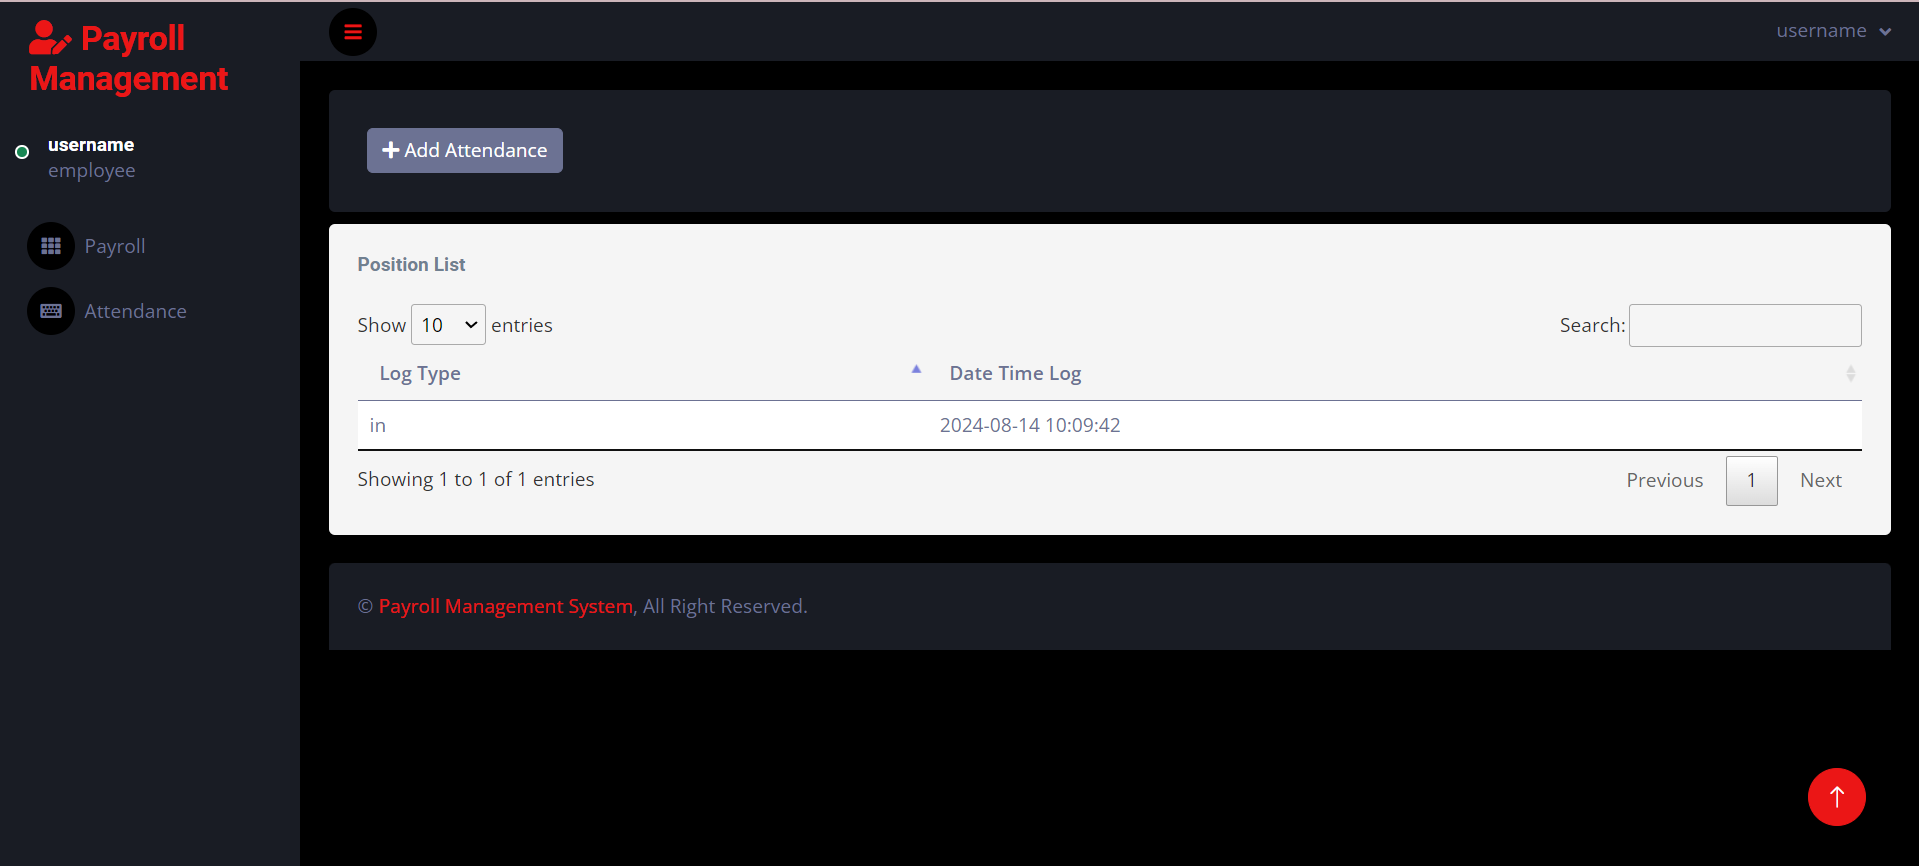 Payroll
Management
username
employee
Payroll
Attendance
username
Add Attendance
Position List
Show 10 entries
Search:
Log Type Date Time Log
in 2024-08-14 10:09:42
Showing 1 to 1 of 1 entries
Previous 1 Next
© Payroll Management System, All Right Reserved.